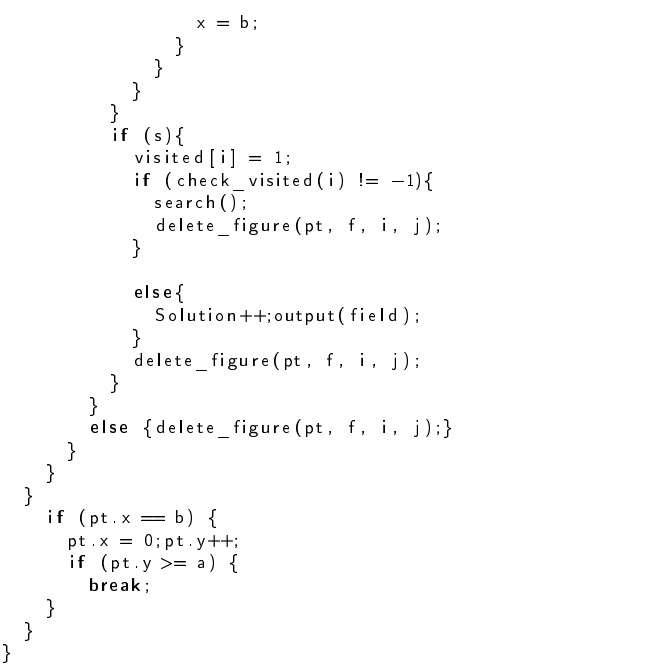 x = b;
}
}
}
}
if (s){
visited[i] = 1;
if (check_visited(i) != -1){
search();
delete_figure(pt, f, i, j);
}
else{
Solution++;output(field);
}
delete_figure(pt, f, i, j);
}
}
else {delete_figure(pt, f, i, j);}
}
}
}
if (pt.x == b) {
pt.x = 0;pt.y++;
if (pt.y >= a) {
break;
}
}
}